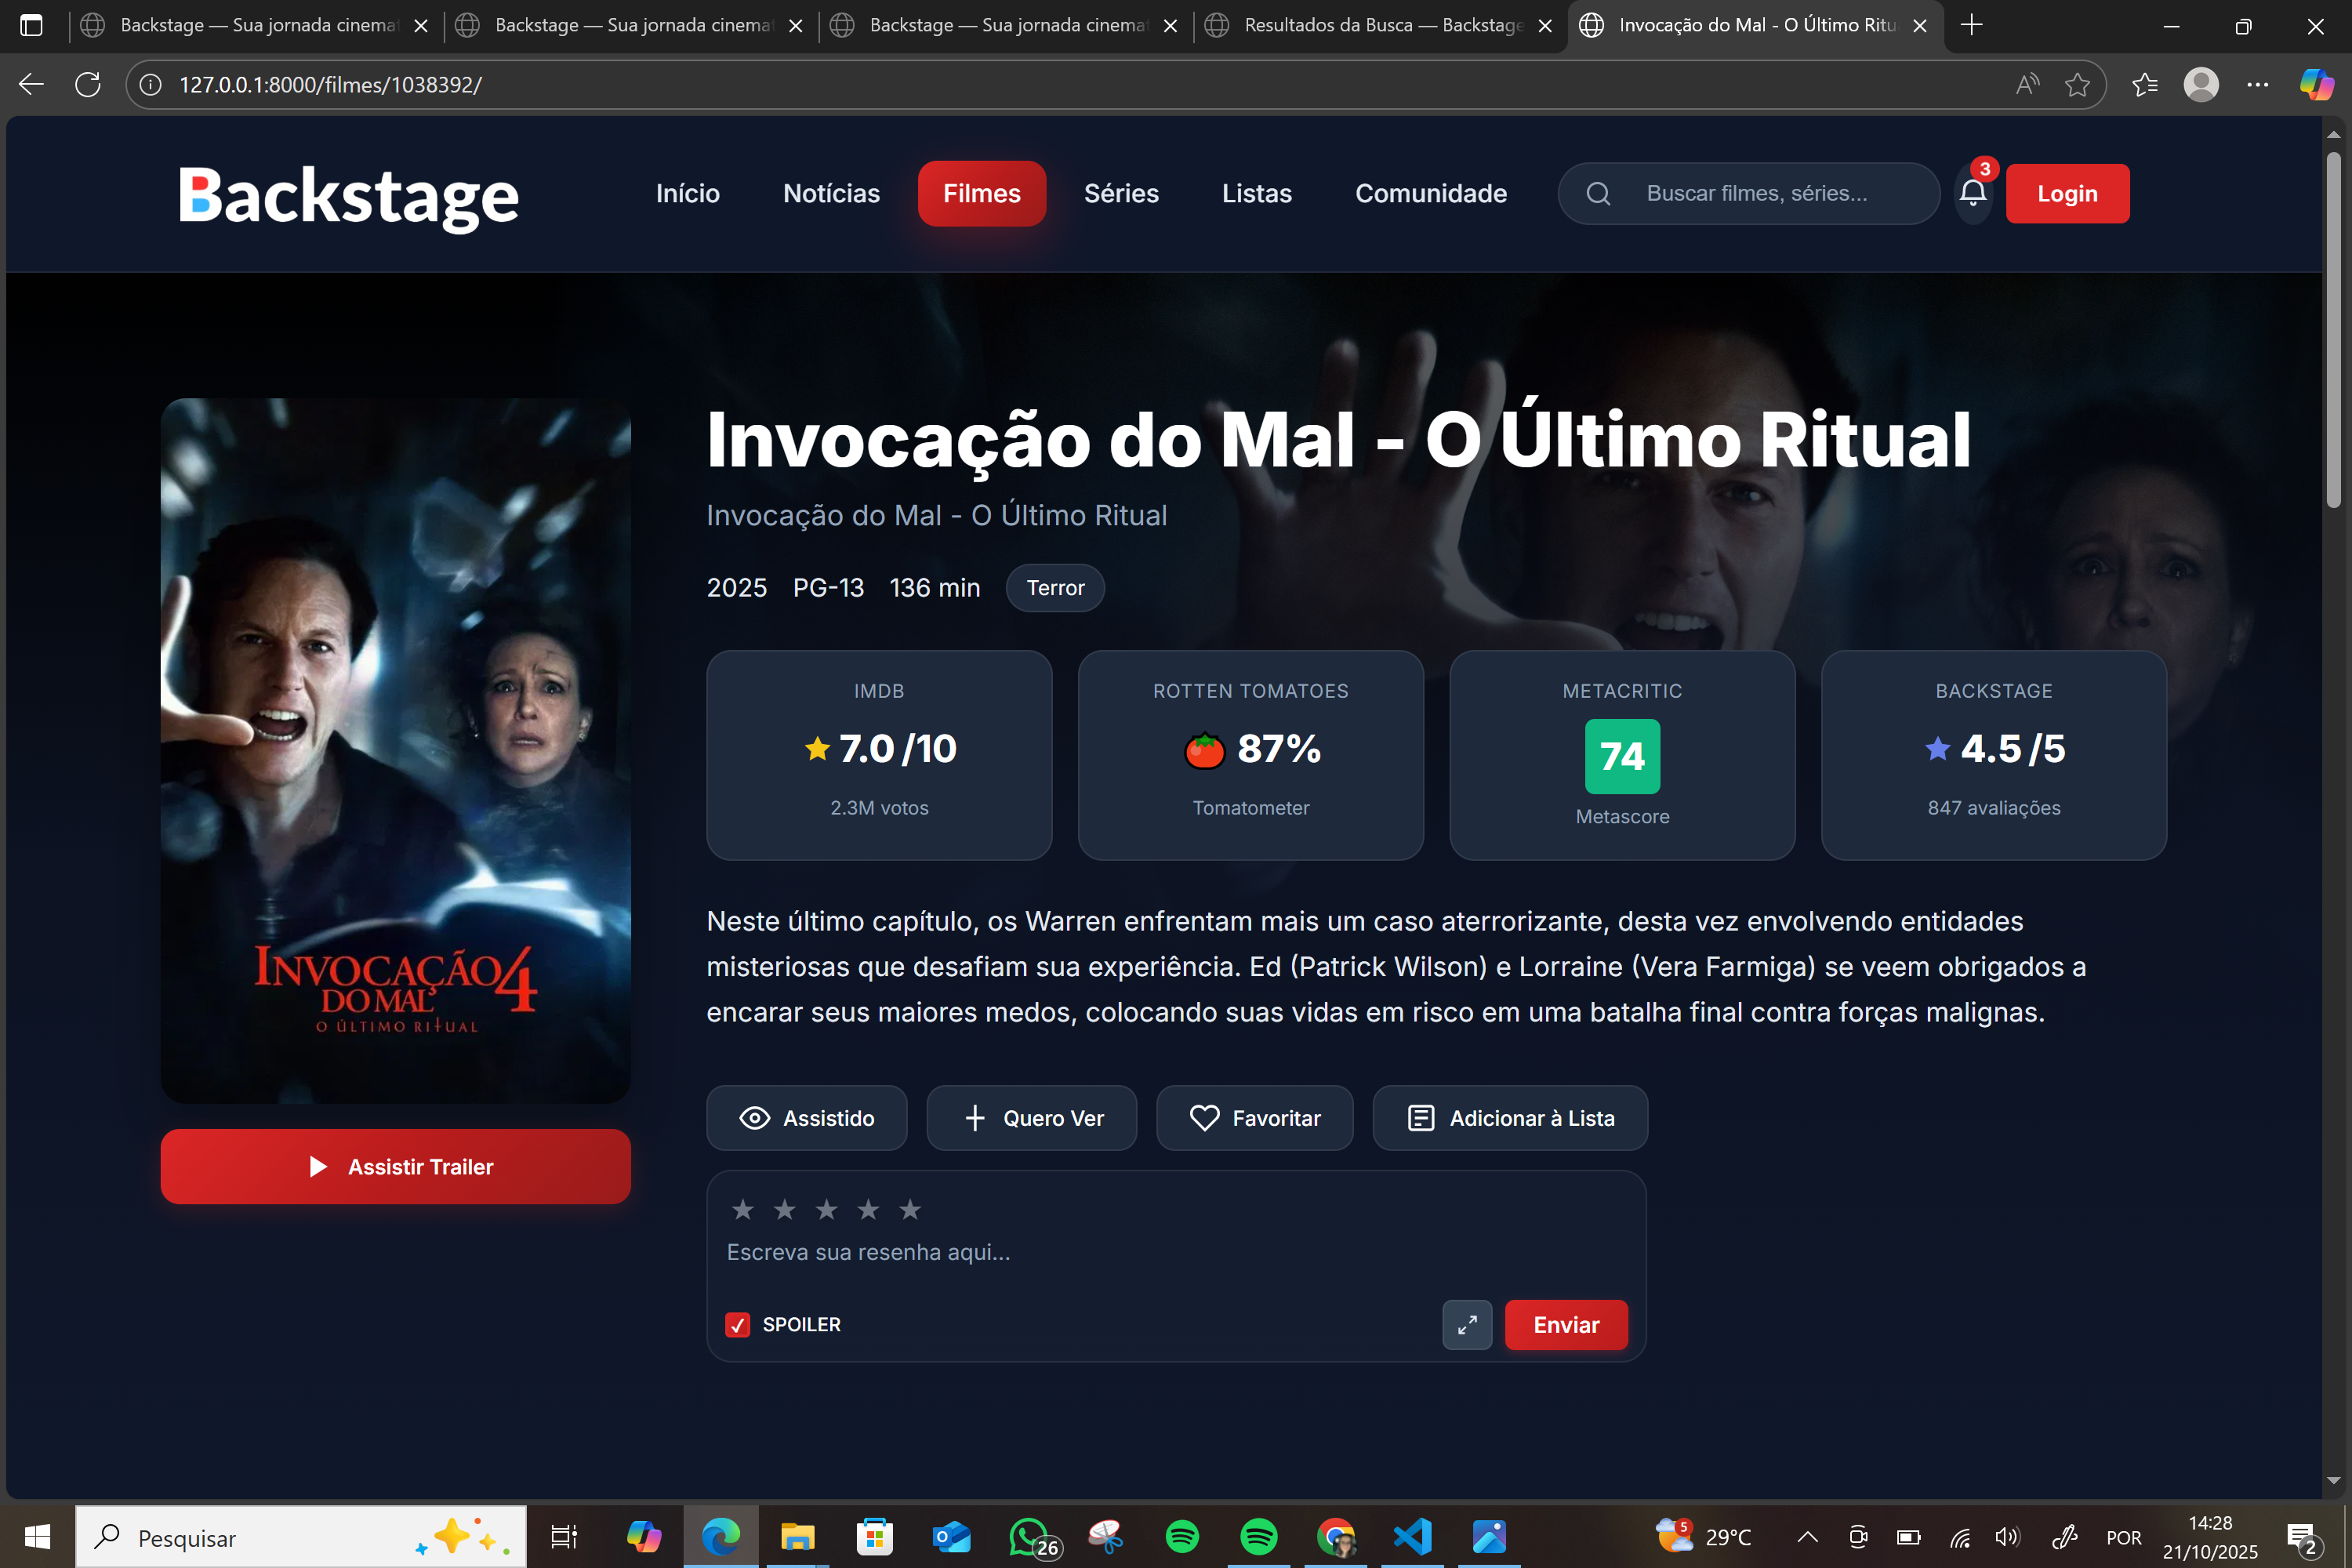 Backstage — Sua jornada cinemat
Backstage — Sua jornada cinemat
Backstage — Sua jornada cinemat
Resultados da Busca — Backstage
Invocação do Mal - O Último Ritu
127.0.0.1:8000/filmes/1038392/
Backstage
Início
Notícias
Filmes
Séries
Listas
Comunidade
Buscar filmes, séries...
3
Login
Invocação do Mal - O Último Ritual
Invocação do Mal - O Último Ritual
2025 PG-13 136 min Terror
IMDB
7.0 /10
2.3M votos
ROTTEN TOMATOES
87%
Tomatometer
METACRITIC
74
Metascore
BACKSTAGE
4.5 /5
847 avaliações
INVOCAÇÃO 4
DO MAL
O ÚLTIMO RITUAL
Assistir Trailer
Neste último capítulo, os Warren enfrentam mais um caso aterrorizante, desta vez envolvendo entidades
misteriosas que desafiam sua experiência. Ed (Patrick Wilson) e Lorraine (Vera Farmiga) se veem obrigados a
encarar seus maiores medos, colocando suas vidas em risco em uma batalha final contra forças malignas.
Assistido
Quero Ver
Favoritar
Adicionar à Lista
Escreva sua resenha aqui...
SPOILER
Enviar
Pesquisar
26
5
29°C
POR
14:28
21/10/2025
2